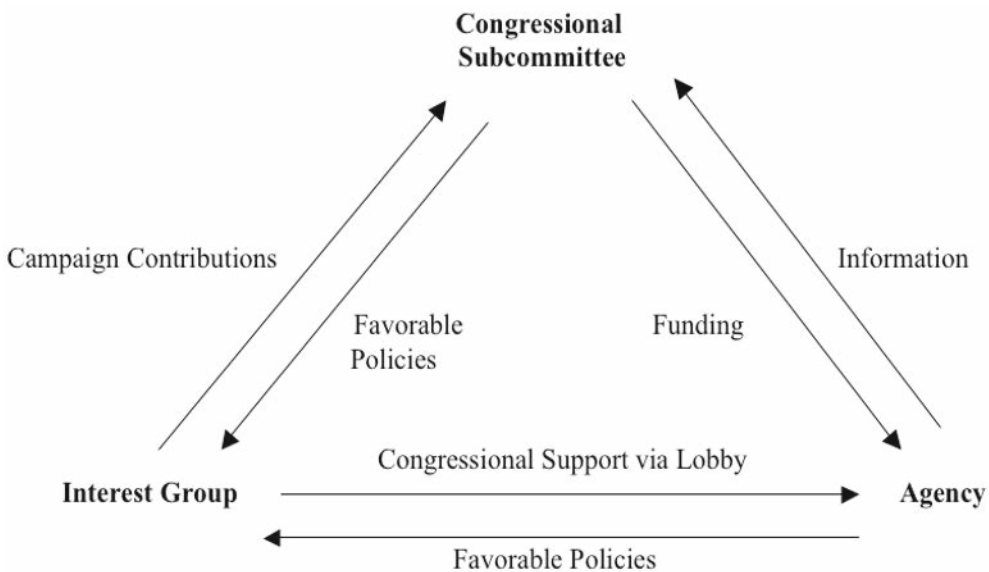 Congressional
Subcommittee
Campaign Contributions
Information
Favorable
Policies
Funding
Congressional Support via Lobby
Interest Group
Agency
Favorable Policies